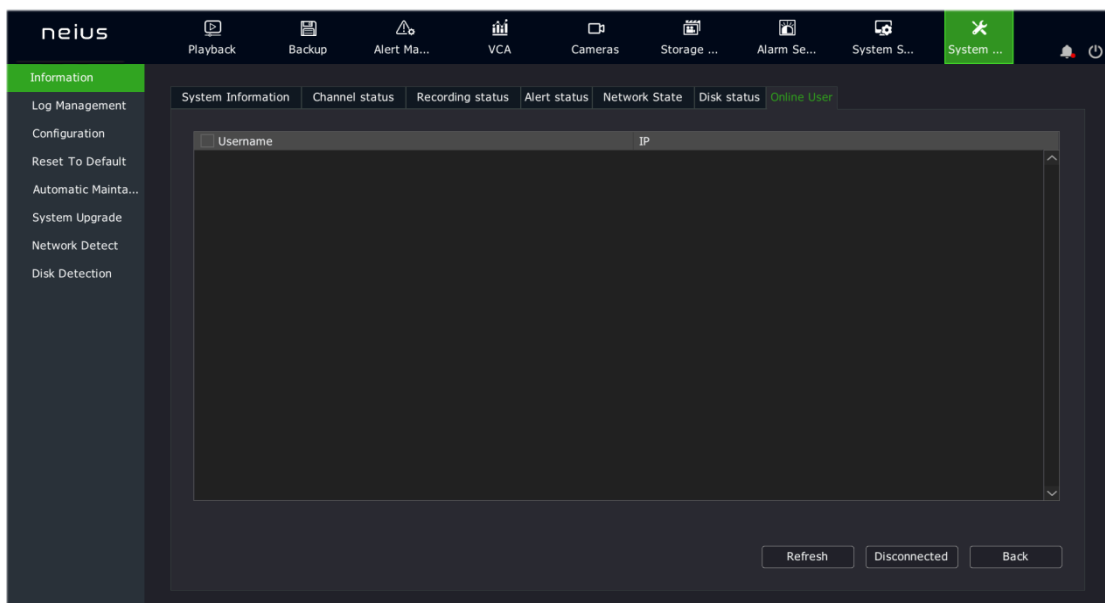 neius
Playback
Backup
Alert Ma...
VCA
Cameras
Storage ...
Alarm Se...
System S...
System ...
Information
Log Management
Configuration
Reset To Default
Automatic Mainta...
System Upgrade
Network Detect
Disk Detection
System Information
Channel status
Recording status
Alert status
Network State
Disk status
Online User
Username
IP
Refresh
Disconnected
Back